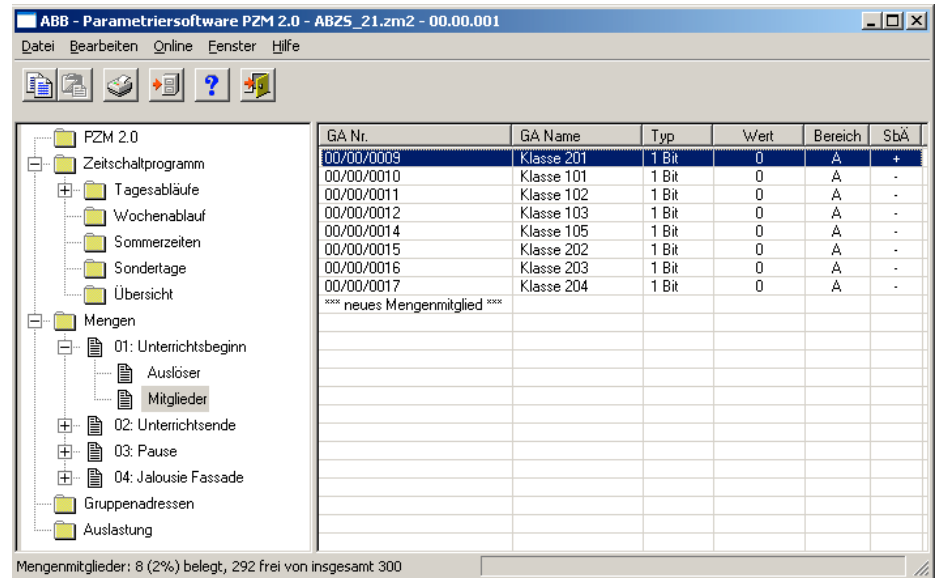 ABB - Parametriersoftware PZM 2.0 - ABZS_21.zm2 - 00.00.001
Datei Bearbeiten Online Fenster Hilfe
PZM 2.0
Zeitschaltprogramm
Tagesabläufe
Wochenablauf
Sommerzeiten
Sondertage
Übersicht
Mengen
01: Unterrichtsbeginn
Auslöser
Mitglieder
02: Unterrichtsende
03: Pause
04: Jalousie Fassade
Gruppenadressen
Auslastung
GA Nr. GA Name Typ Wert Bereich SbÄ
00/00/0009 Klasse 201 1 Bit 0 A +
00/00/0010 Klasse 101 1 Bit 0 A -
00/00/0011 Klasse 102 1 Bit 0 A -
00/00/0012 Klasse 103 1 Bit 0 A -
00/00/0014 Klasse 105 1 Bit 0 A -
00/00/0015 Klasse 202 1 Bit 0 A -
00/00/0016 Klasse 203 1 Bit 0 A -
00/00/0017 Klasse 204 1 Bit 0 A -
*** neues Mengenmitglied ***
Mengenmitglieder: 8 (2%) belegt, 292 frei von insgesamt 300